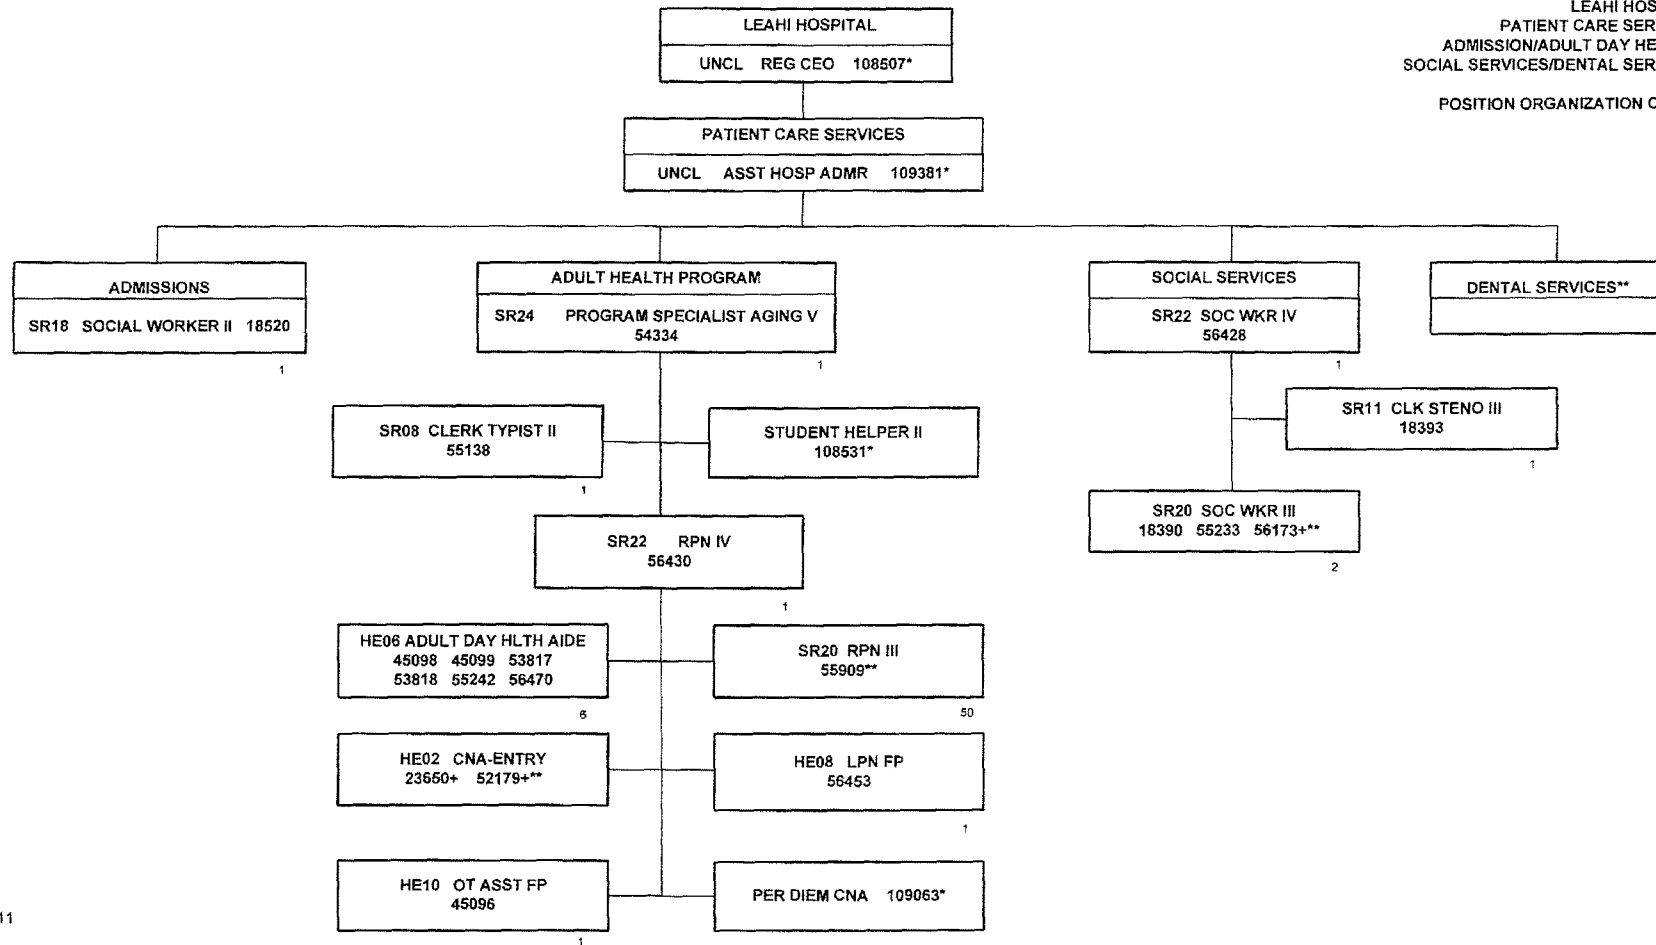 LEAHI HOS
PATIENT CARE SER
ADMISSION/ADULT DAY HE
SOCIAL SERVICES/DENTAL SER
POSITION ORGANIZATION C
LEAHI HOSPITAL
UNCL REG CEO 108507*
PATIENT CARE SERVICES
UNCL ASST HOSP ADMR 109381*
ADMISSIONS
SR18 SOCIAL WORKER II 18520
1
ADULT HEALTH PROGRAM
SR24 PROGRAM SPECIALIST AGING V
54334
1
SOCIAL SERVICES
SR22 SOC WKR IV
56428
1
DENTAL SERVICES**
SR08 CLERK TYPIST II
55138
1
STUDENT HELPER II
108531*
SR11 CLK STENO III
18393
1
SR22 RPN IV
56430
1
SR20 SOC WKR III
18390 55233 56173+**
2
HE06 ADULT DAY HLTH AIDE
45098 45099 53817
53818 55242 56470
6
SR20 RPN III
55909**
50
HE02 CNA-ENTRY
23650+ 52179+**
HE08 LPN FP
56453
1
HE10 OT ASST FP
45096
1
PER DIEM CNA 109063*
11